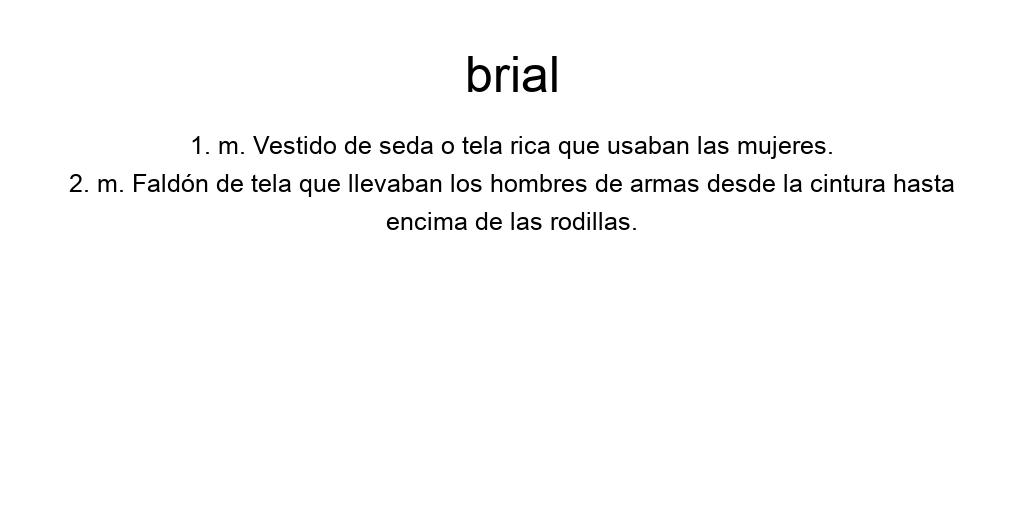 brial
1. m. Vestido de seda o tela rica que usaban las mujeres.
2. m. Faldón de tela que llevaban los hombres de armas desde la cintura hasta
encima de las rodillas.